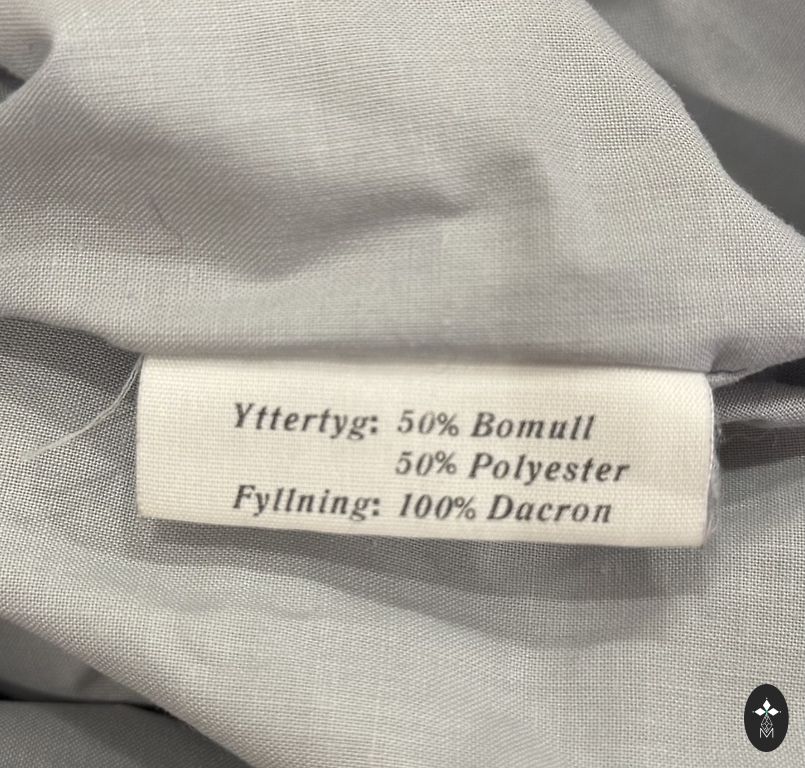 Yttertyg: 50% Bomull
50% Polyester
Fyllning: 100% Dacron